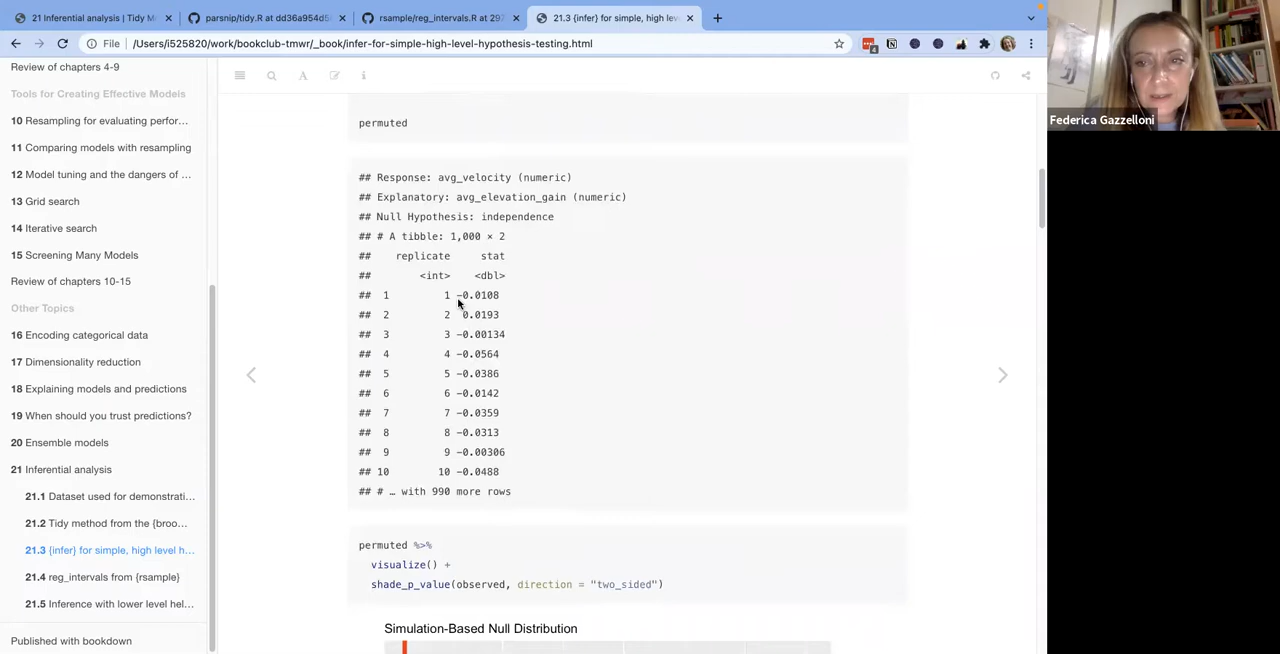 21 Inferential analysis | Tidy M
parsnip/tidy.R at dd36a954d5
rsample/reg_intervals.R at 297
21.3 {infer} for simple, high lev
File
/Users/i525820/work/bookclub-tmwr/_book/infer-for-simple-high-level-hypothesis-testing.html
4
Review of chapters 4-9
Tools for Creating Effective Models
10 Resampling for evaluating perfor…
11 Comparing models with resampling
12 Model tuning and the dangers of …
13 Grid search
14 Iterative search
15 Screening Many Models
Review of chapters 10-15
Other Topics
16 Encoding categorical data
17 Dimensionality reduction
18 Explaining models and predictions
19 When should you trust predictions?
20 Ensemble models
21 Inferential analysis
21.1 Dataset used for demonstrati…
21.2 Tidy method from the {broo…
21.3 {infer} for simple, high level h…
21.4 reg_intervals from {rsample}
21.5 Inference with lower level hel…
Published with bookdown
A
permuted
## Response: avg_velocity (numeric)
## Explanatory: avg_elevation_gain (numeric)
## Null Hypothesis: independence
## # A tibble: 1,000 × 2
##    replicate     stat
##        <int>    <dbl>
##  1         1 -0.0108
##  2         2  0.0193
##  3         3 -0.00134
##  4         4 -0.0564
##  5         5 -0.0386
##  6         6 -0.0142
##  7         7 -0.0359
##  8         8 -0.0313
##  9         9 -0.00306
## 10        10 -0.0488
## # … with 990 more rows
permuted %>%
visualize() +
shade_p_value(observed, direction = "two_sided")
Simulation-Based Null Distribution
Federica Gazzelloni